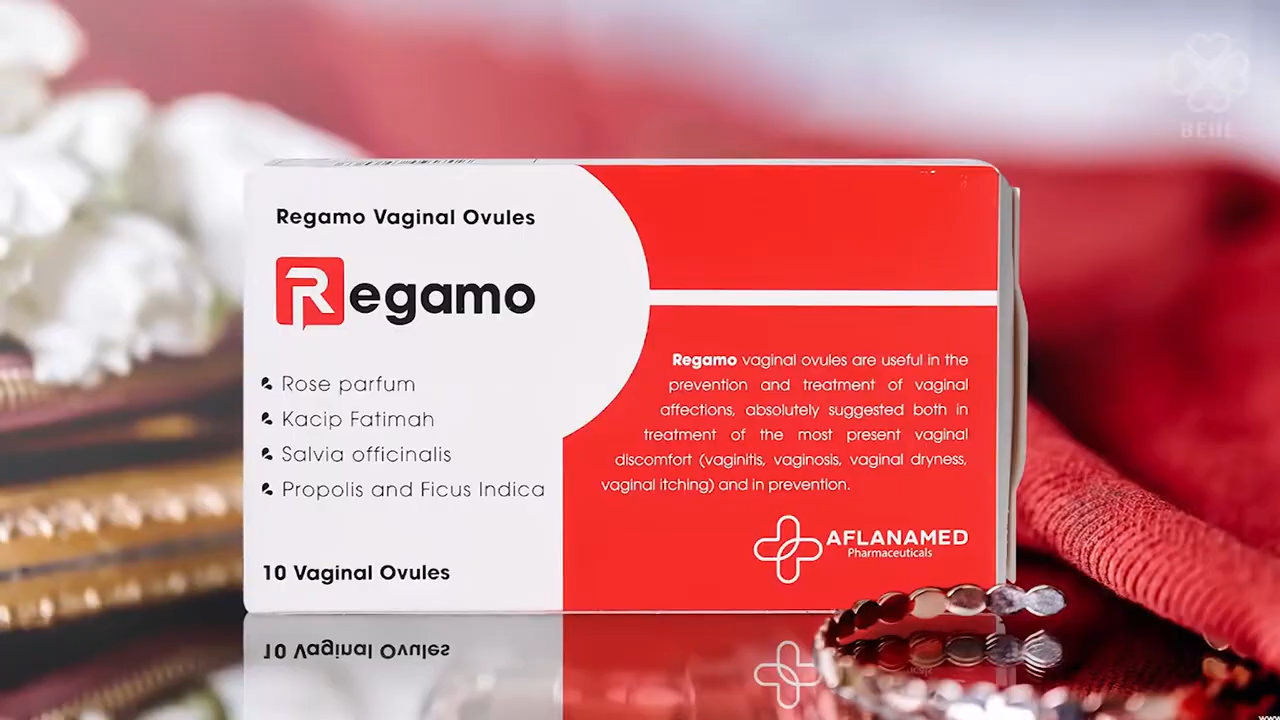 BEHE
Regamo Vaginal Ovules
Regamo
Rose parfum
Kacip Fatimah
Salvia officinalis
Propolis and Ficus Indica
10 Vaginal Ovules
Regamo vaginal ovules are useful in the
prevention and treatment of vaginal
affections, absolutely suggested both in
treatment of the most present vaginal
discomfort (vaginitis, vaginosis, vaginal dryness,
vaginal itching) and in prevention.
AFLANAMED
Pharmaceuticals
10 Vaginal Ovules